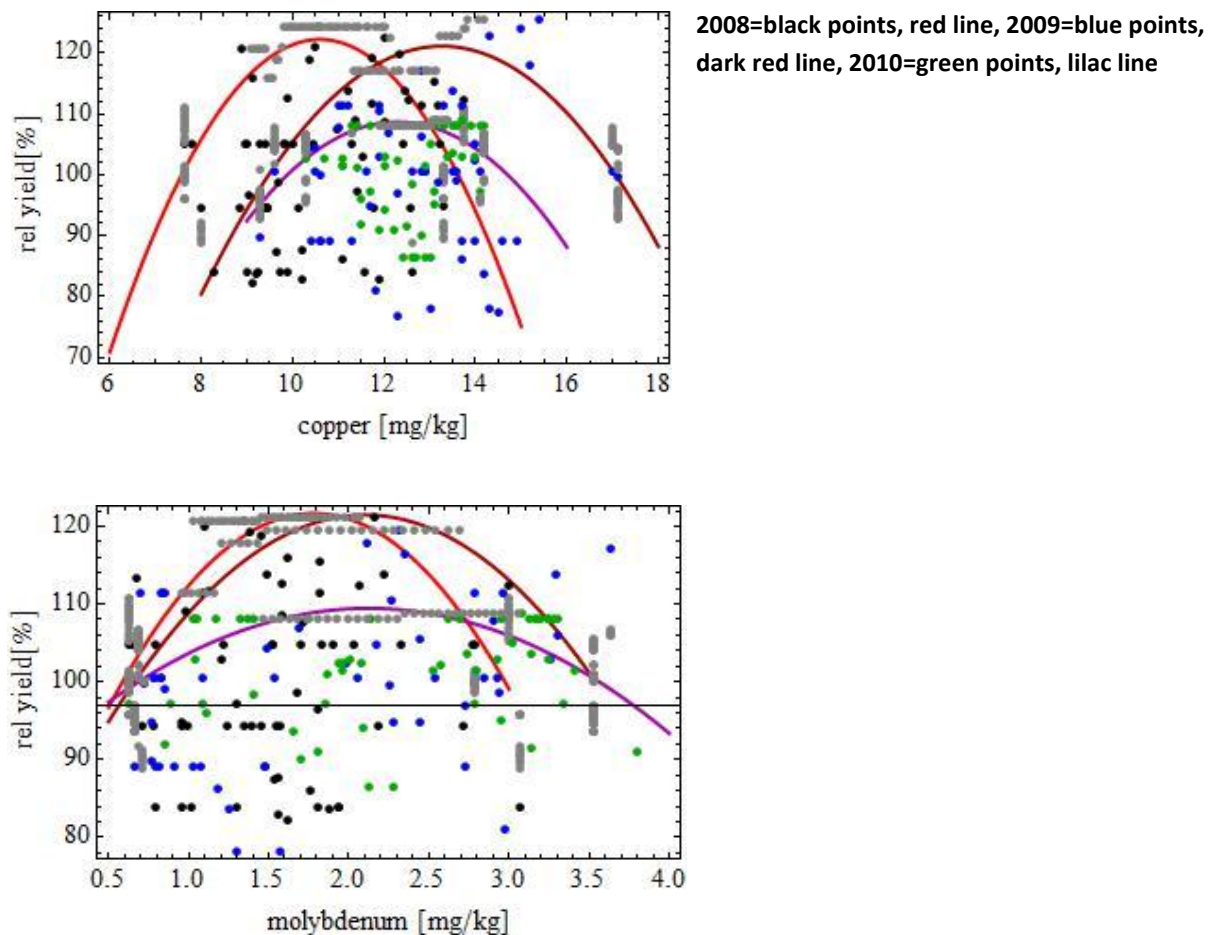 2008=black points, red line, 2009=blue points,
dark red line, 2010=green points, lilac line
rel yield[%]
120
110
100
90
80
70
6 8 10 12 14 16 18
copper [mg/kg]
rel yield[%]
120
110
100
90
80
0.5 1.0 1.5 2.0 2.5 3.0 3.5 4.0
molybdenum [mg/kg]